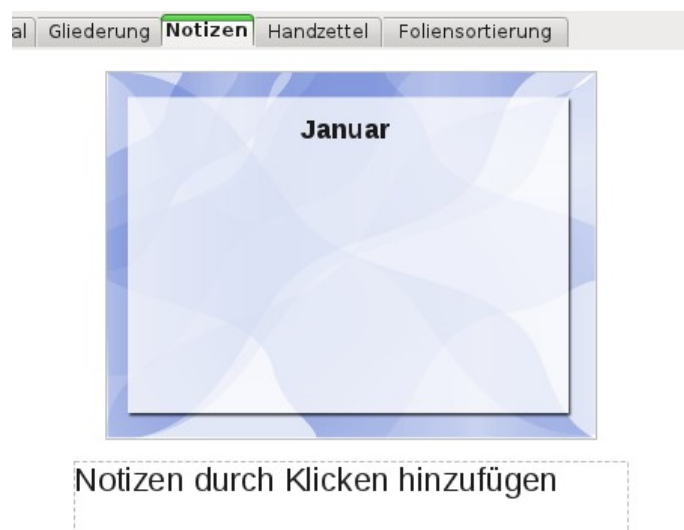 al Gliederung Notizen Handzettel Foliensortierung
Januar
Notizen durch Klicken hinzufügen